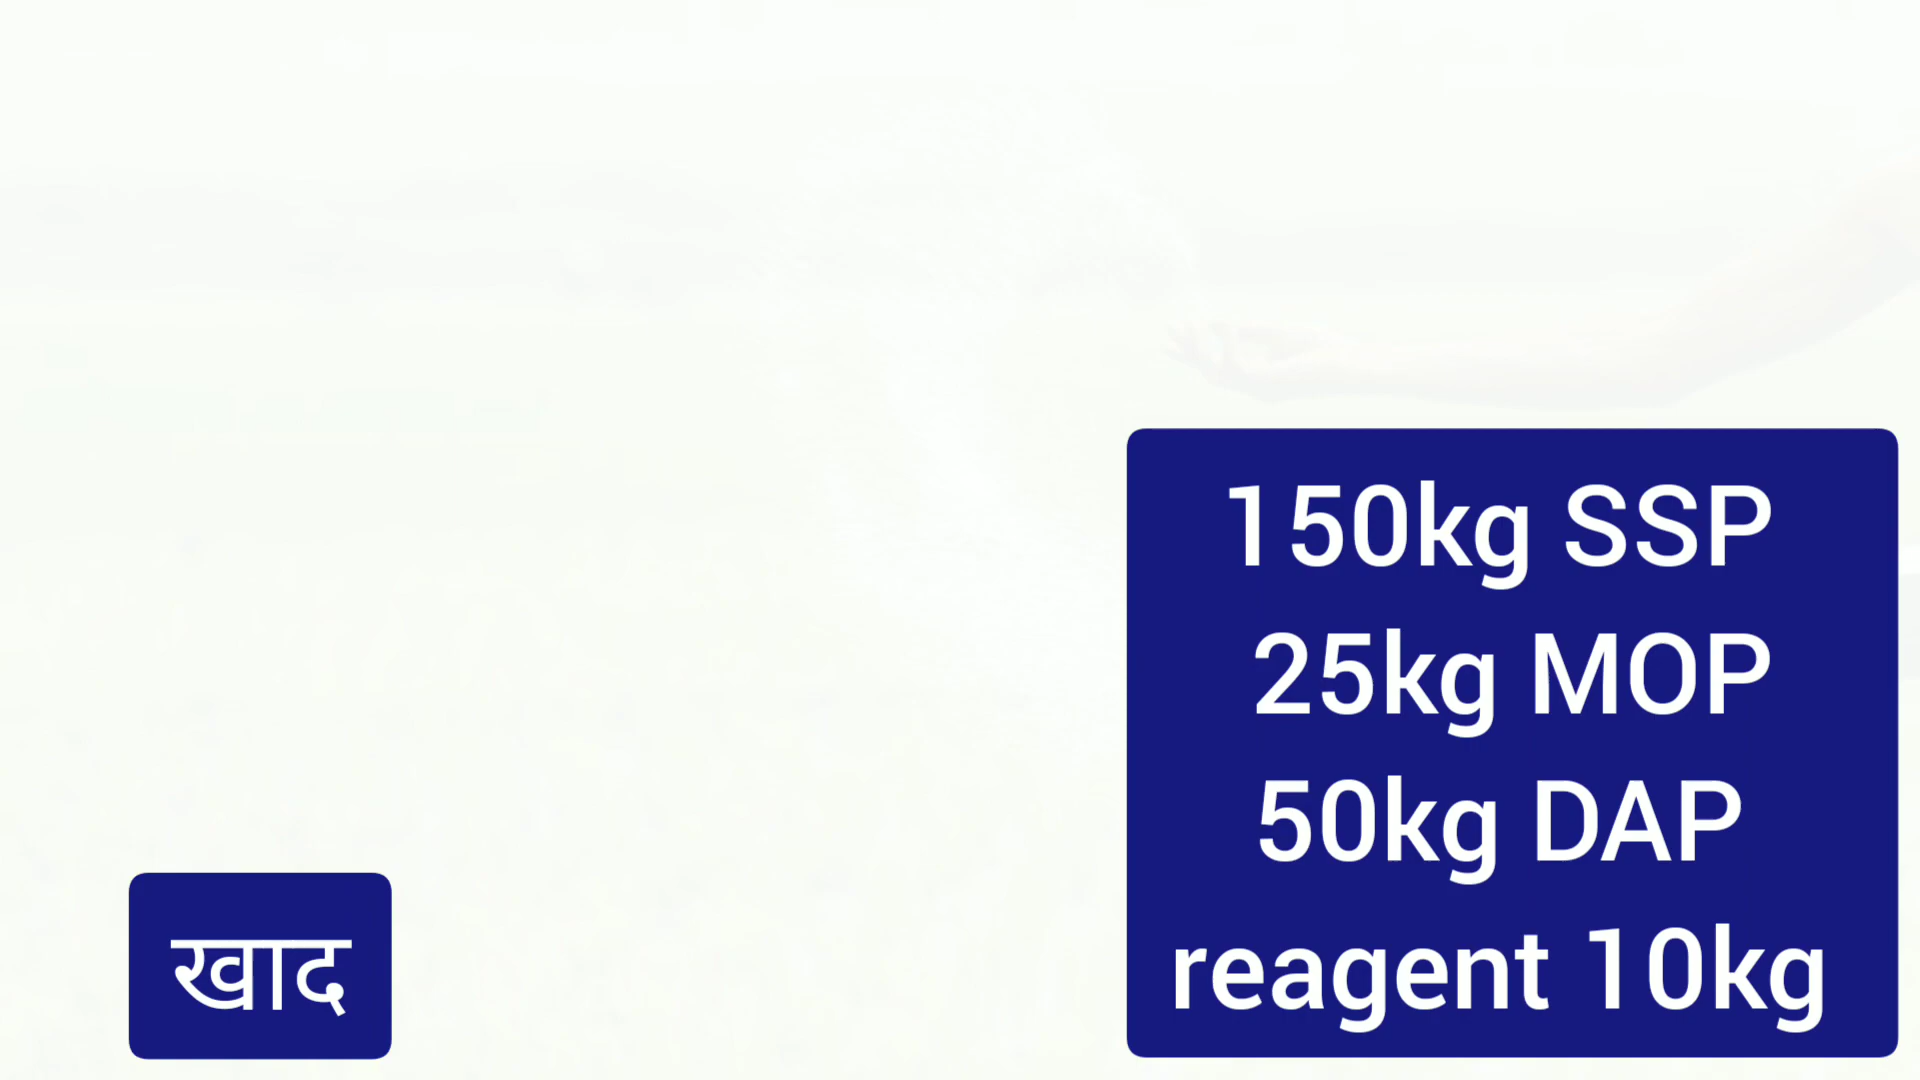 150kg SSP
25kg MOP
50kg DAP
reagent 10kg
खाद